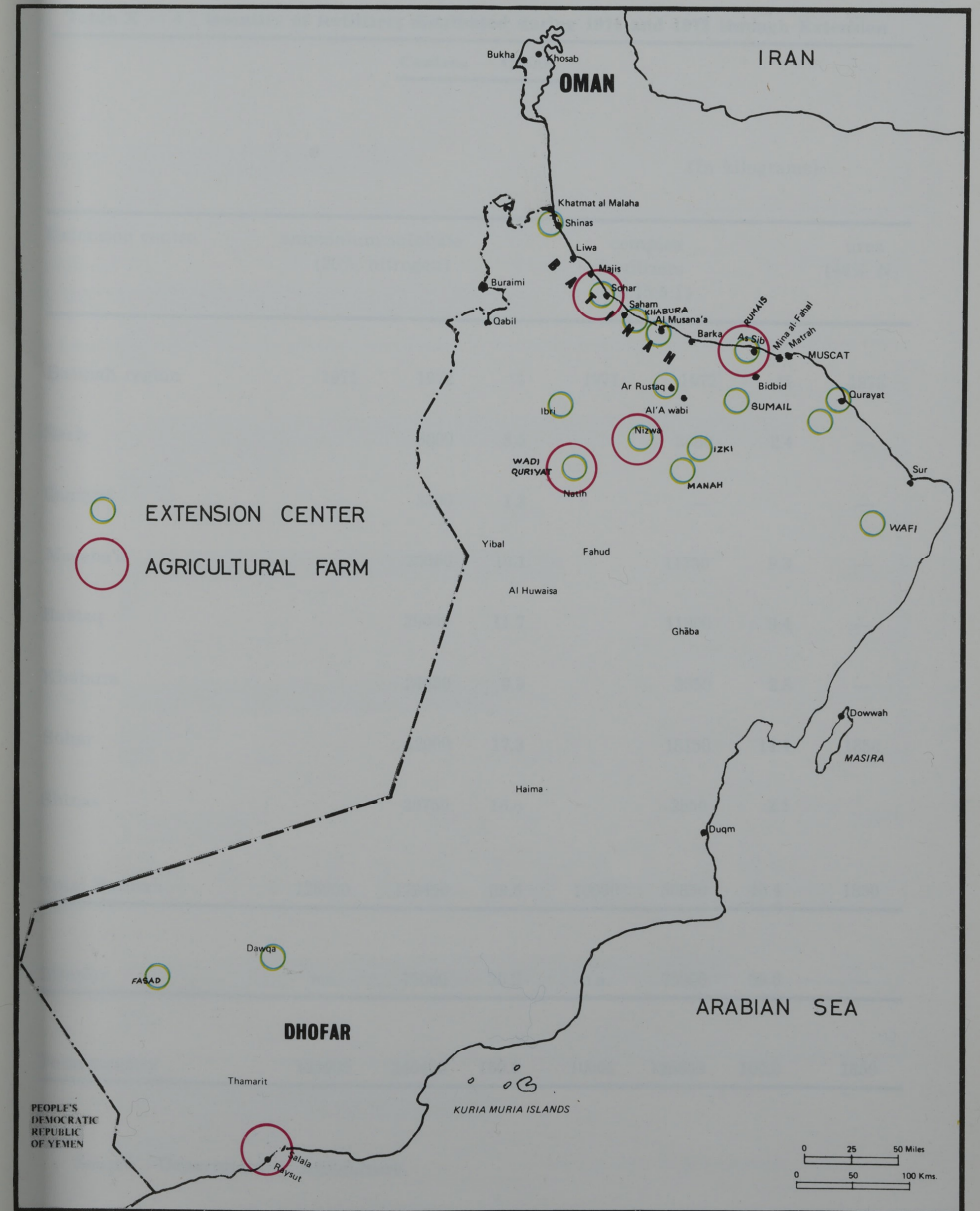 IRAN
Bukha
Khosab
OMAN
Khatmat al Malaha
Shinas
Liwa
BATINAH
Majis
Buraimi
Sohar
Saham
KHABURA
Qabil
Al Musana'a
Barka
RUMAIS
As Sib
Mina al-Fahal
Matrah
MUSCAT
Bidbid
Ar Rustaq
Al'A wabi
SUMAIL
Qurayat
Ibri
Nizwa
IZKI
WADI
QURIYAT
MANAH
Natih
Sur
EXTENSION CENTER
WAFI
AGRICULTURAL FARM
Yibal
Fahud
Al Huwaisa
Ghāba
Dowwah
MASIRA
Haima
Duqm
Dawqa
FASAD
ARABIAN SEA
DHOFAR
Thamarit
KURIA MURIA ISLANDS
PEOPLE'S
DEMOCRATIC
REPUBLIC
OF YEMEN
Salala
Raysut
0 25 50 Miles
0 50 100 Kms.